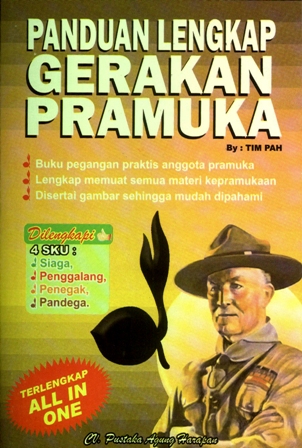 PANDUAN LENGKAP
GERAKAN
PRAMUKA
By : TIM PAH
Buku pegangan praktis anggota pramuka
Lengkap memuat semua materi kepramukaan
Disertai gambar sehingga mudah dipahami
Dilengkapi
4 SKU :
Siaga,
Penggalang,
Penegak,
Pandega.
TERLENGKAP
ALL IN
ONE
CV. Pustaka Agung Harapan